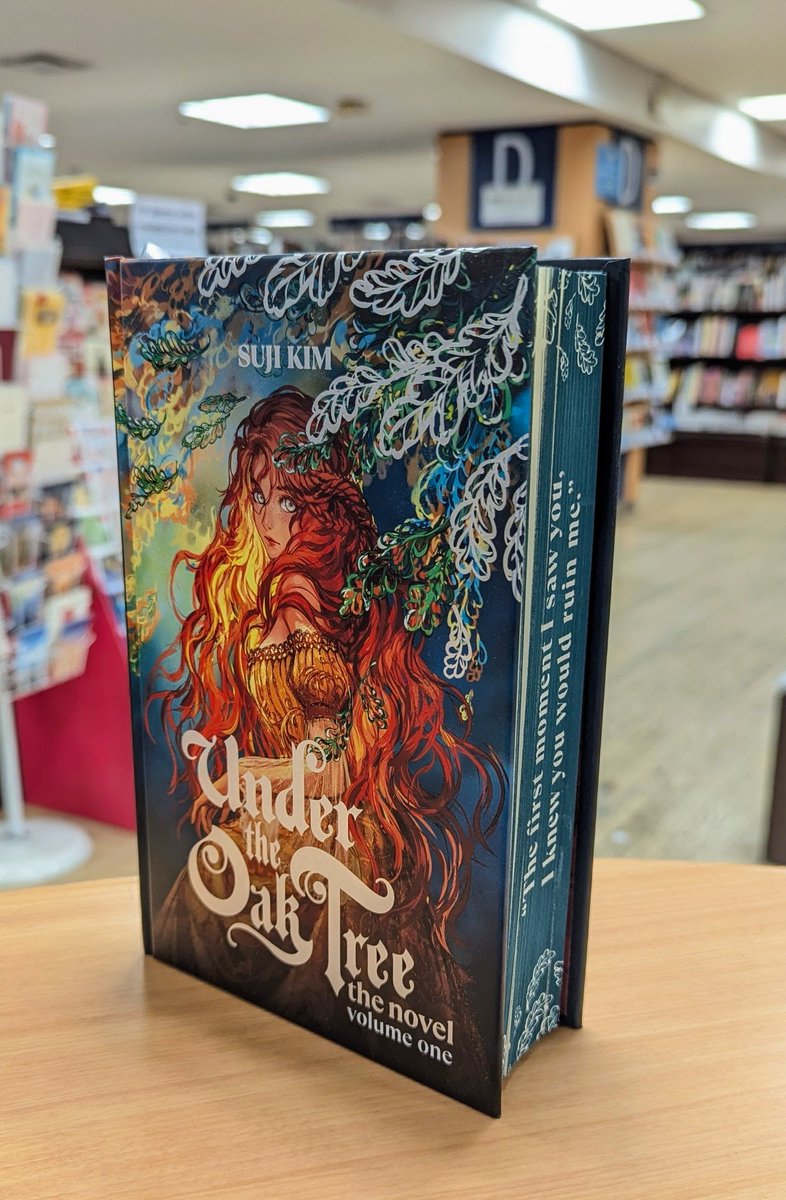 SUJI KIM
Under
the
Oak
Tree
the novel
volume one
“The first moment I saw you,
I knew you would ruin me.”
D
D